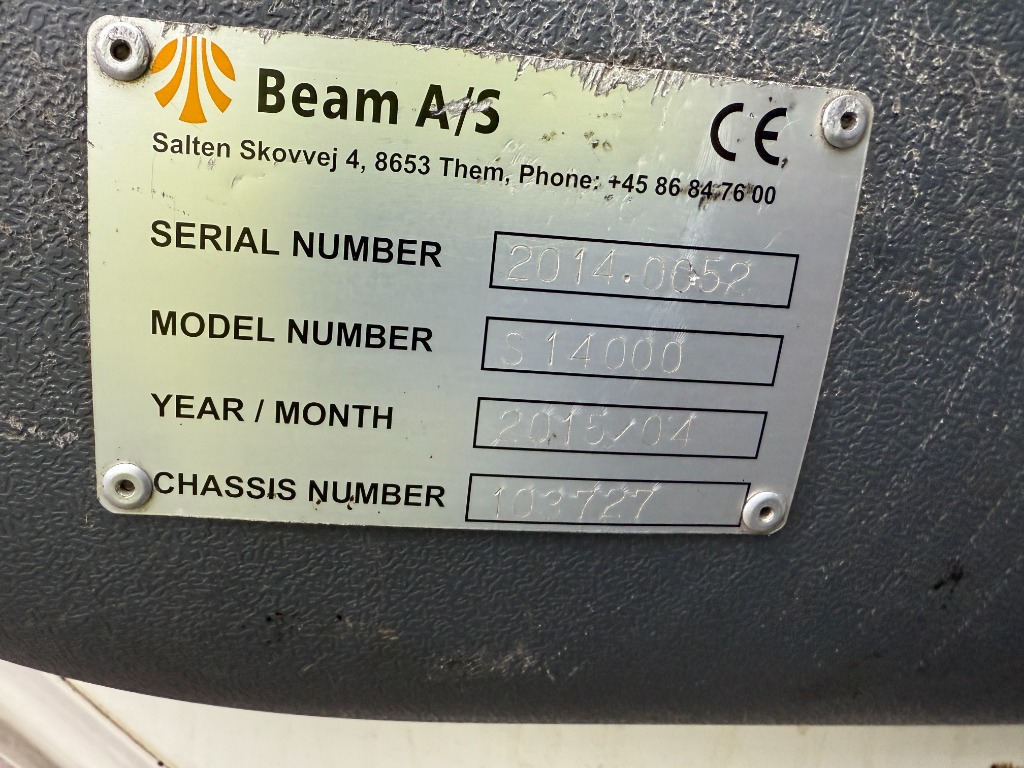 Beam A/S
CE
Salten Skovvej 4, 8653 Them, Phone: +45 86 84 76 00
SERIAL NUMBER 2014.0052
MODEL NUMBER S 14000
YEAR / MONTH 2015/04
CHASSIS NUMBER 103727